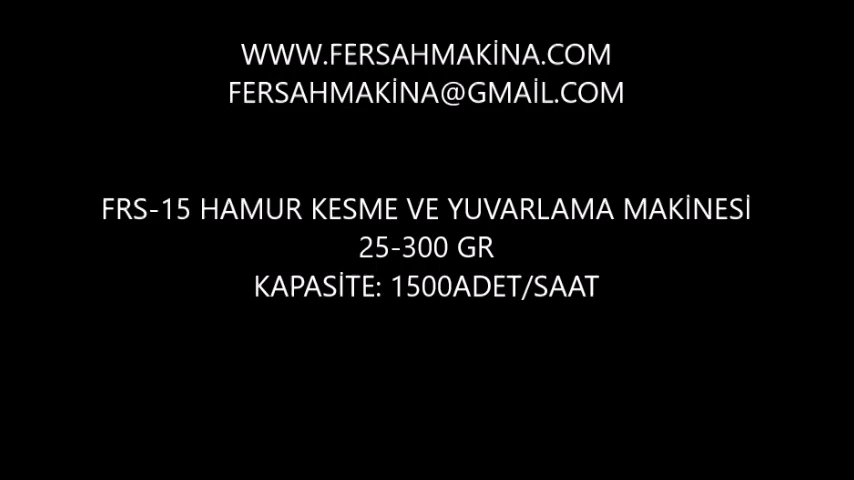 WWW.FERSAHMAKİNA.COM
FERSAHMAKİNA@GMAİL.COM
FRS-15 HAMUR KESME VE YUVARLAMA MAKİNESİ
25-300 GR
KAPASİTE: 1500ADET/SAAT